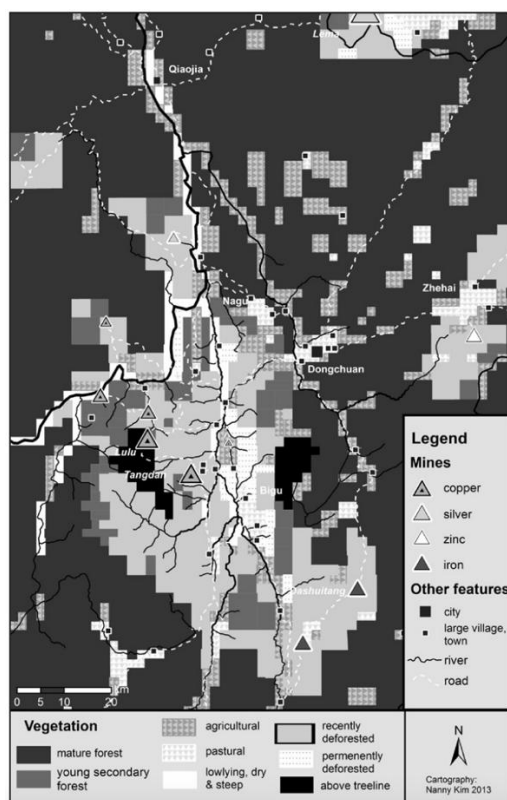 Lema
Qiaojia
Zhehai
Nagu
Dongchuan
Lulu
Tangdan
Bigu
Dashuitang
0 5 10 20
Legend
Mines
copper
silver
zinc
iron
Other features
city
large village,
town
river
road
Vegetation
mature forest
young secondary
forest
agricultural
pastural
lowlying, dry
& steep
recently
deforested
permenently
deforested
above treeline
N
Cartography:
Nanny Kim 2013